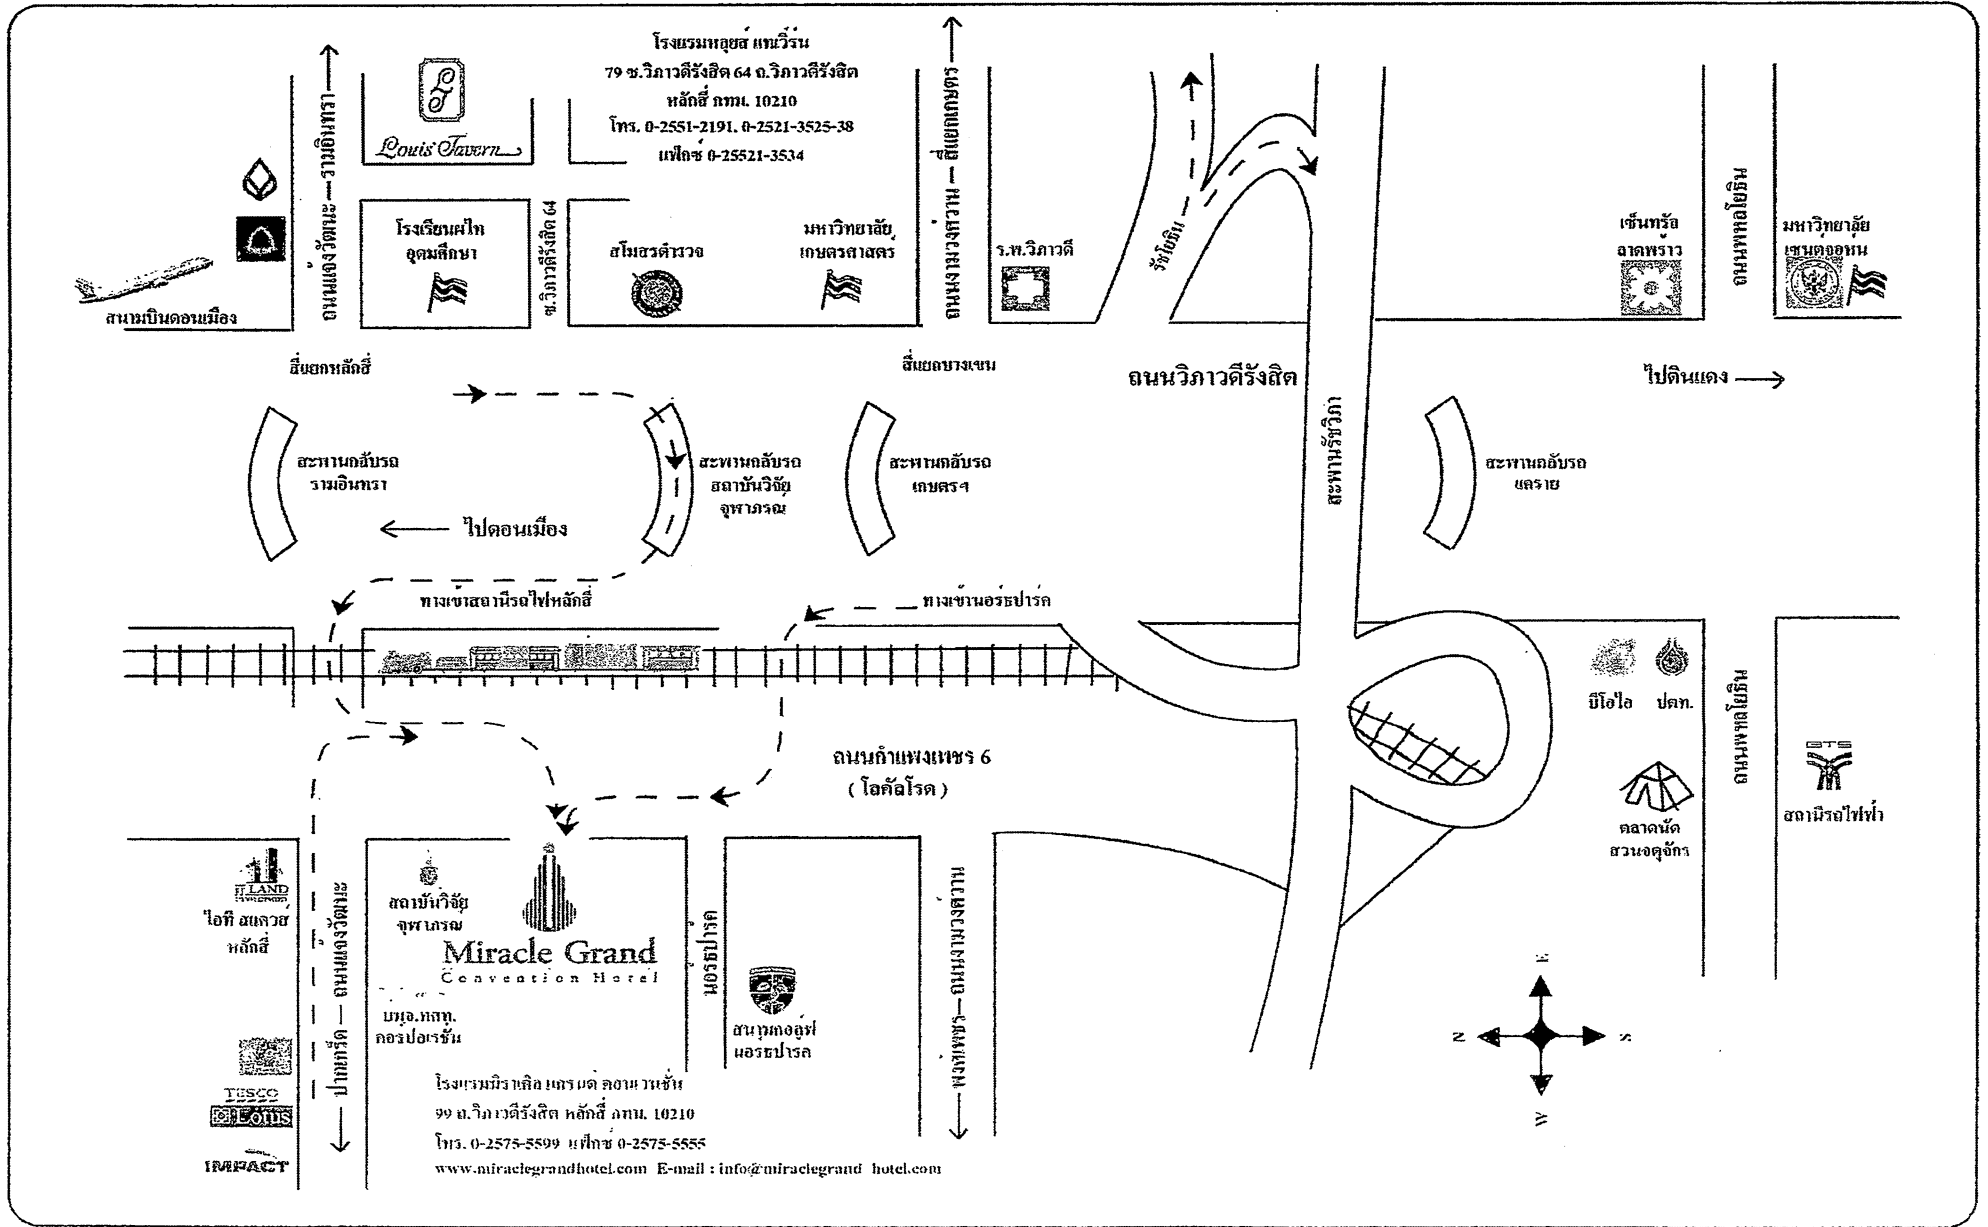 โรงแรมหลุยส์ แทเวิร์น
79 ซ.วิภาวดีรังสิต 64 ถ.วิภาวดีรังสิต
หลักสี่ กทม. 10210
โทร. 0-2551-2191, 0-2521-3525-38
แฟ็กซ์ 0-25521-3534
Louis Tavern
ถนนแจ้งวัฒนะ — รามอินทรา
ซ.วิภาวดีรังสิต 64
ถนนงามวงศ์วาน — สี่แยกเกษตร
สนามบินดอนเมือง
โรงเรียนผไท
อุดมศึกษา
สโมสรตำรวจ
มหาวิทยาลัย
เกษตรศาสตร์
ร.พ.วิภาวดี
รัชโยธิน
เซ็นทรัล
ลาดพร้าว
ถนนพหลโยธิน
มหาวิทยาลัย
เซนต์จอห์น
สี่แยกหลักสี่
สี่แยกบางเขน
ถนนวิภาวดีรังสิต
ไปดินแดง
สะพานกลับรถ
รามอินทรา
สะพานกลับรถ
สถาบันวิจัย
จุฬาภรณ์
สะพานกลับรถ
เกษตรฯ
สะพานรัชวิภา
สะพานกลับรถ
แคราย
ไปดอนเมือง
ทางเข้าสถานีรถไฟหลักสี่
ทางเข้านอร์ธปาร์ค
บีโอไอ
ปตท.
ถนนพหลโยธิน
BTS
สถานีรถไฟฟ้า
ถนนกำแพงเพชร 6
( โลคัลโรด )
ตลาดนัด
สวนจตุจักร
IT LAND
ไอที สแควส์
หลักสี่
ปากเกร็ด — ถนนแจ้งวัฒนะ
สถาบันวิจัย
จุฬาภรณ์
Miracle Grand
Convention Hotel
บมจ.ทศท.
คอร์ปอเรชั่น
นอร์ธปาร์ค
สนามกอล์ฟ
นอร์ธปาร์ค
พงษ์เพชร — ถนนงามวงศ์วาน
TESCO
Lotus
IMPACT
โรงแรมมิราเคิล แกรนด์ คอนเวนชั่น
99 ถ.วิภาวดีรังสิต หลักสี่ กทม. 10210
โทร. 0-2575-5599 แฟ็กซ์ 0-2575-5555
www.miraclegrandhotel.com E-mail : info@miraclegrand hotel.com
E
N
S
W